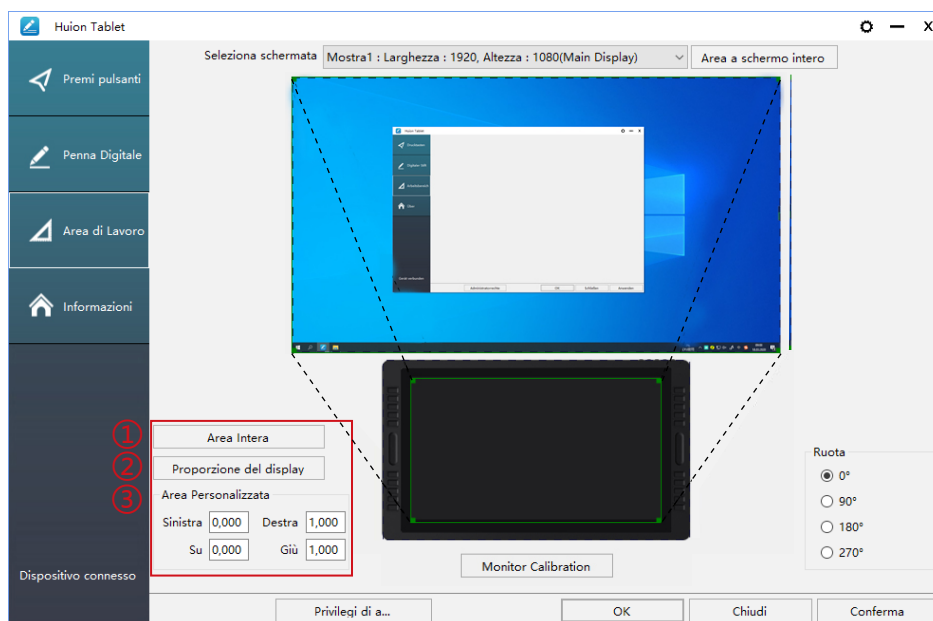 Huion Tablet
Seleziona schermata Mostra1 : Larghezza : 1920, Altezza : 1080(Main Display) Area a schermo intero
Premi pulsanti
Penna Digitale
Area di Lavoro
Informazioni
Huion Tablet
① Area Intera
② Proporzione del display
③ Area Personalizzata
Sinistra 0,000 Destra 1,000
Su 0,000 Giù 1,000
Ruota
0°
90°
180°
270°
Monitor Calibration
Dispositivo connesso
Privilegi di a... OK Chiudi Conferma